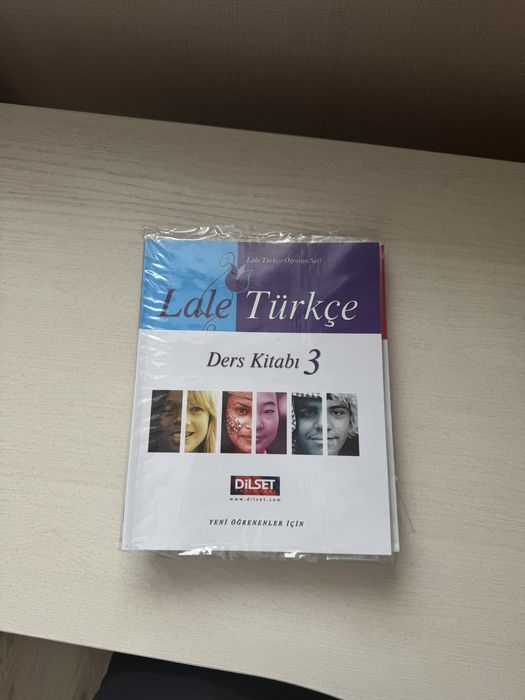 Lale Türkçe Öğretim Seti
Lale Türkçe
Ders Kitabı 3
DİLSET
www.dilset.com
YENİ ÖĞRENENLER İÇİN